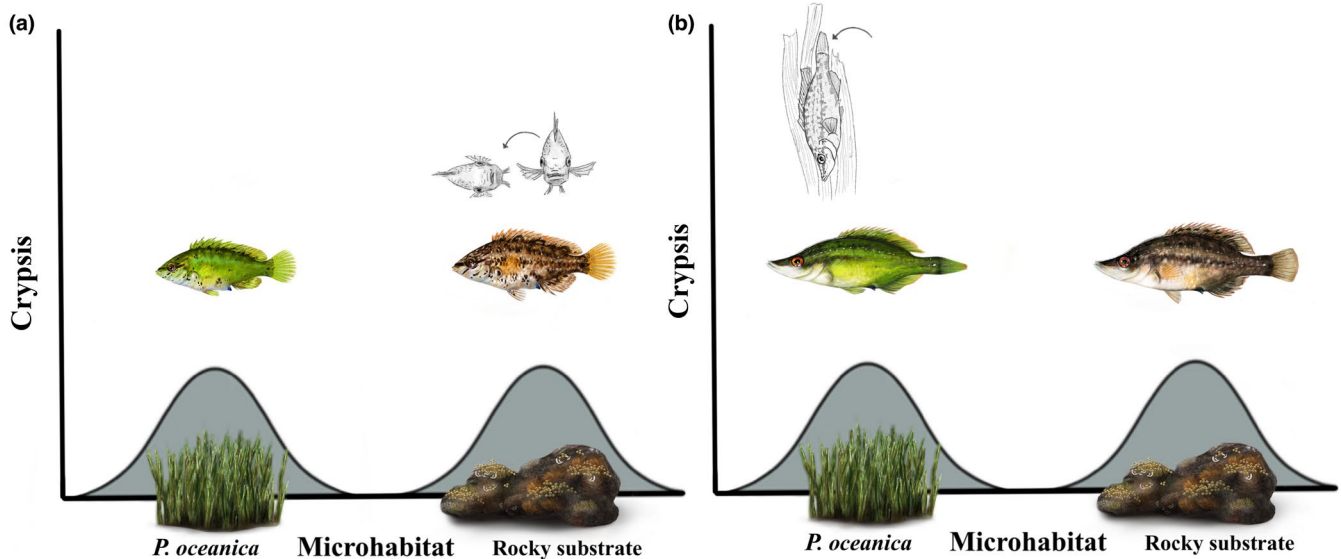 (a)
Crypsis
P. oceanica
Microhabitat
Rocky substrate
(b)
Crypsis
P. oceanica
Microhabitat
Rocky substrate